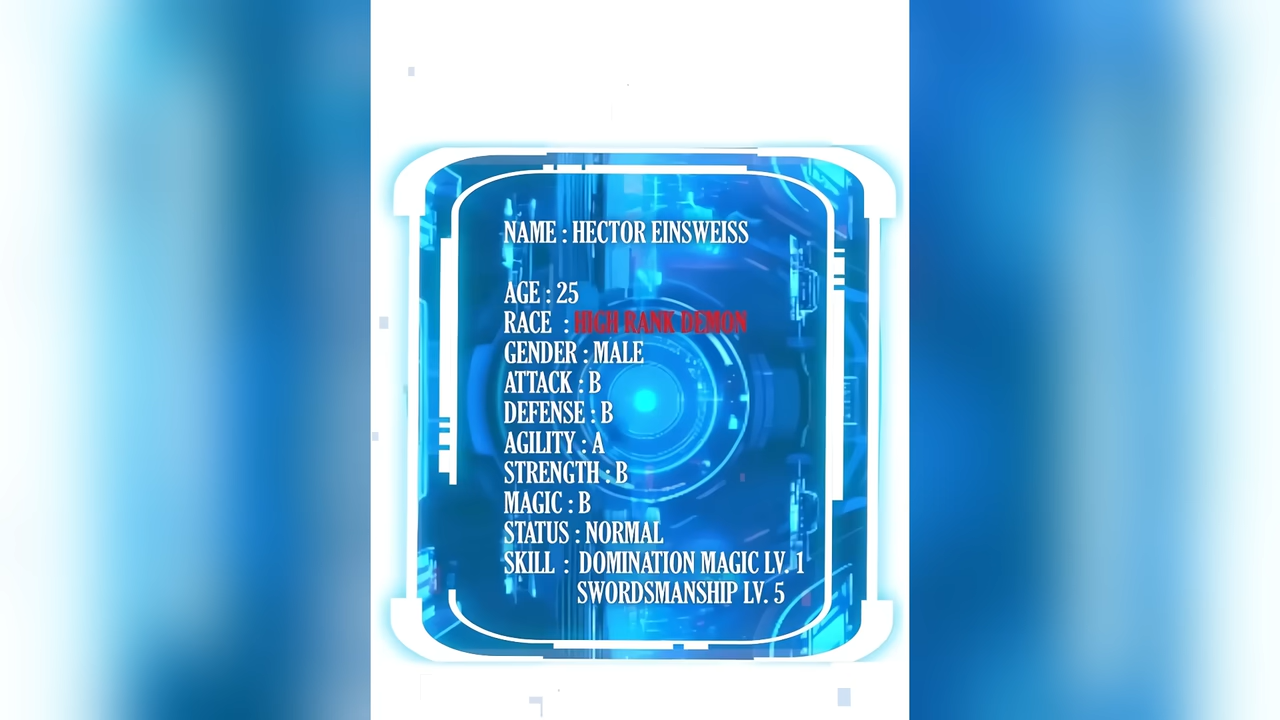 NAME : HECTOR EINSWEISS
AGE : 25
RACE : HIGH RANK DEMON
GENDER : MALE
ATTACK : B
DEFENSE : B
AGILITY : A
STRENGTH : B
MAGIC : B
STATUS : NORMAL
SKILL : DOMINATION MAGIC LV. 1
SWORDSMANSHIP LV. 5